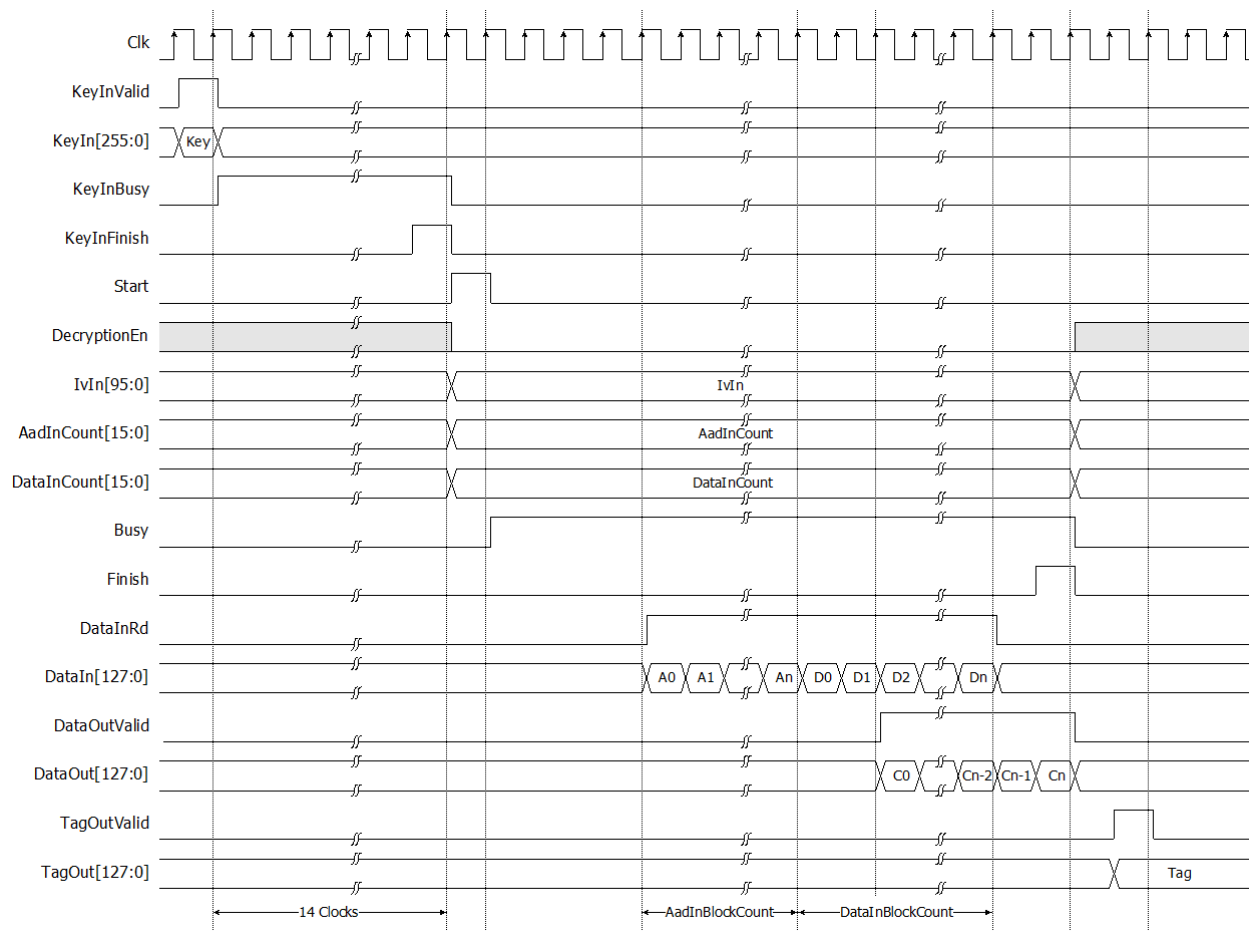 Clk
KeyInValid
KeyIn[255:0] Key
KeyInBusy
KeyInFinish
Start
DecryptionEn
IvIn[95:0] IvIn
AadInCount[15:0] AadInCount
DataInCount[15:0] DataInCount
Busy
Finish
DataInRd
DataIn[127:0] A0 A1 An D0 D1 D2 Dn
DataOutValid
DataOut[127:0] C0 Cn-2 Cn-1 Cn
TagOutValid
TagOut[127:0] Tag
14 Clocks AadInBlockCount DataInBlockCount